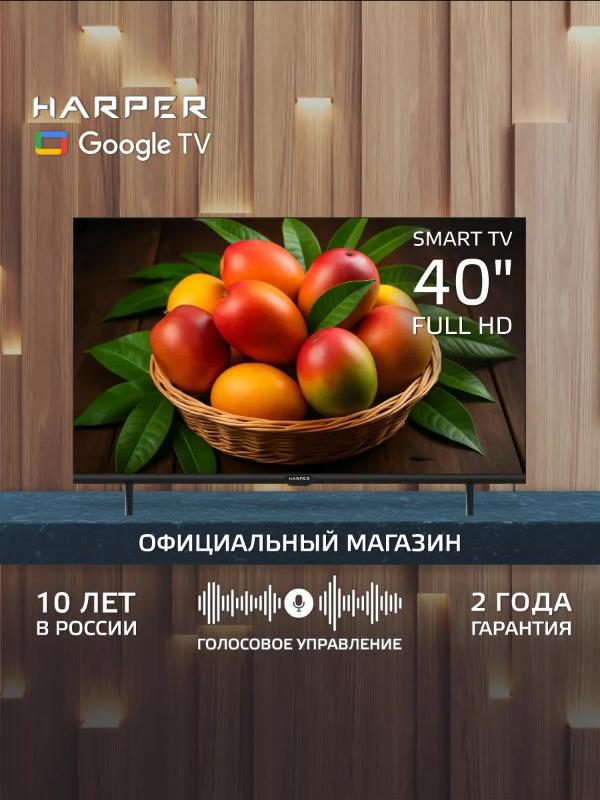 HARPER
Google TV
SMART TV
40"
FULL HD
HARPER
ОФИЦИАЛЬНЫЙ МАГАЗИН
10 ЛЕТ
В РОССИИ
ГОЛОСОВОЕ УПРАВЛЕНИЕ
2 ГОДА
ГАРАНТИЯ